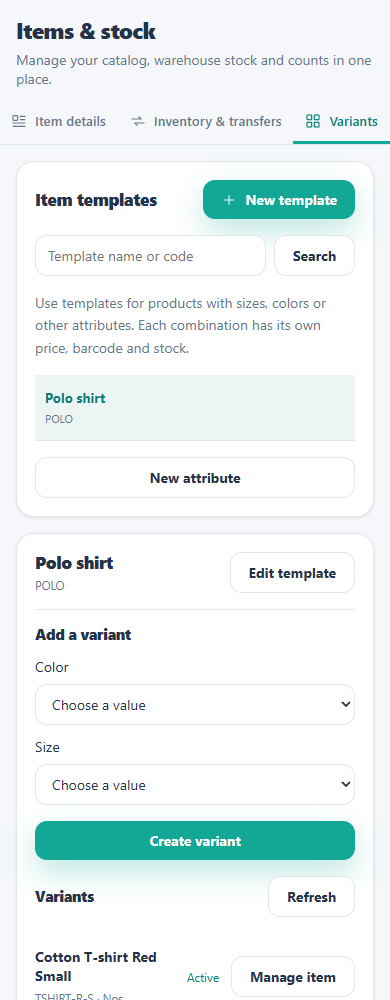 Items & stock
Manage your catalog, warehouse stock and counts in one
place.
Item details
Inventory & transfers
Variants
Item templates
New template
Template name or code
Search
Use templates for products with sizes, colors or
other attributes. Each combination has its own
price, barcode and stock.
Polo shirt
POLO
New attribute
Polo shirt
POLO
Edit template
Add a variant
Color
Choose a value
Size
Choose a value
Create variant
Variants
Refresh
Cotton T-shirt Red
Small
Active
Manage item
TSHIRT-R-S · Nos